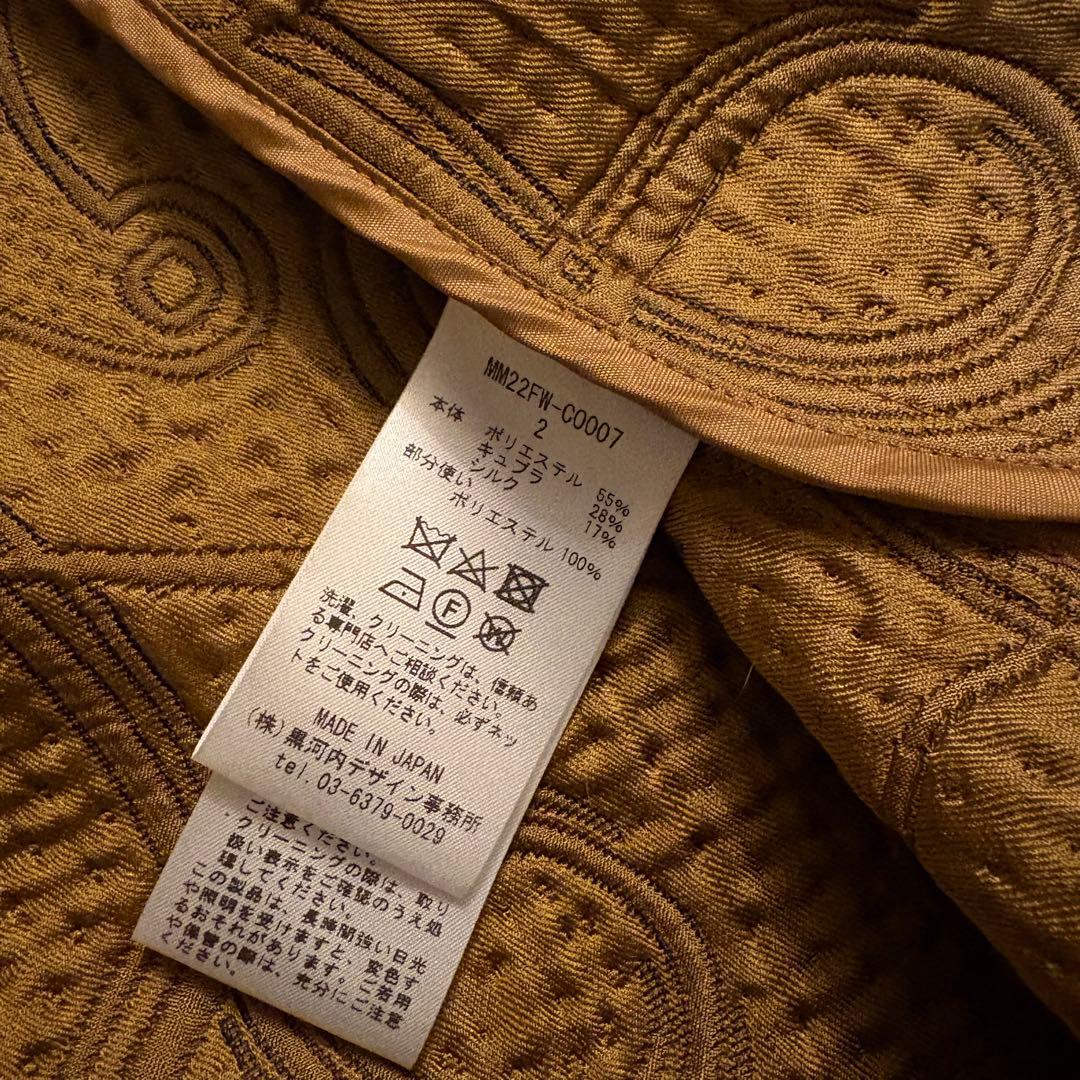 MM22FW-CO007
2
本体 ポリエステル 55%
キュプラ 28%
シルク 17%
部分使い
ポリエステル 100%
F
W
洗濯、クリーニングは、信頼あ
る専門店へご相談ください。
クリーニングの際は、必ずネッ
トをご使用ください。
MADE IN JAPAN
(株)黒河内デザイン事務所
tel. 03-6379-0029
ご注意ください。
クリーニングの際は、取り
扱い表示をご確認のうえ処
理してください。
この製品は、長時間強い日光
や照明を受けますと、変色す
るおそれがあります。ご着用
や保管の際は、充分にご注意
ください。